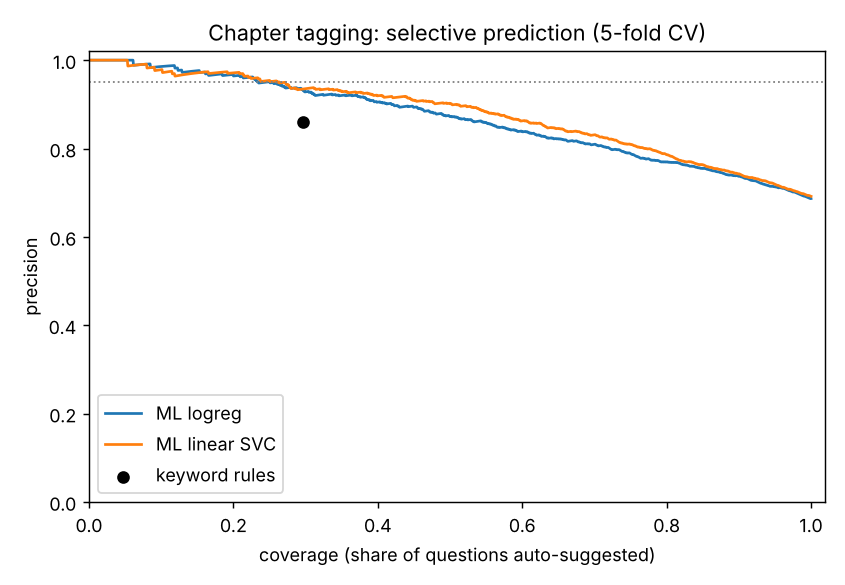 Chapter tagging: selective prediction (5-fold CV)
1.0
0.8
0.6
0.4
0.2
0.0
precision
ML logreg
ML linear SVC
keyword rules
0.0 0.2 0.4 0.6 0.8 1.0
coverage (share of questions auto-suggested)